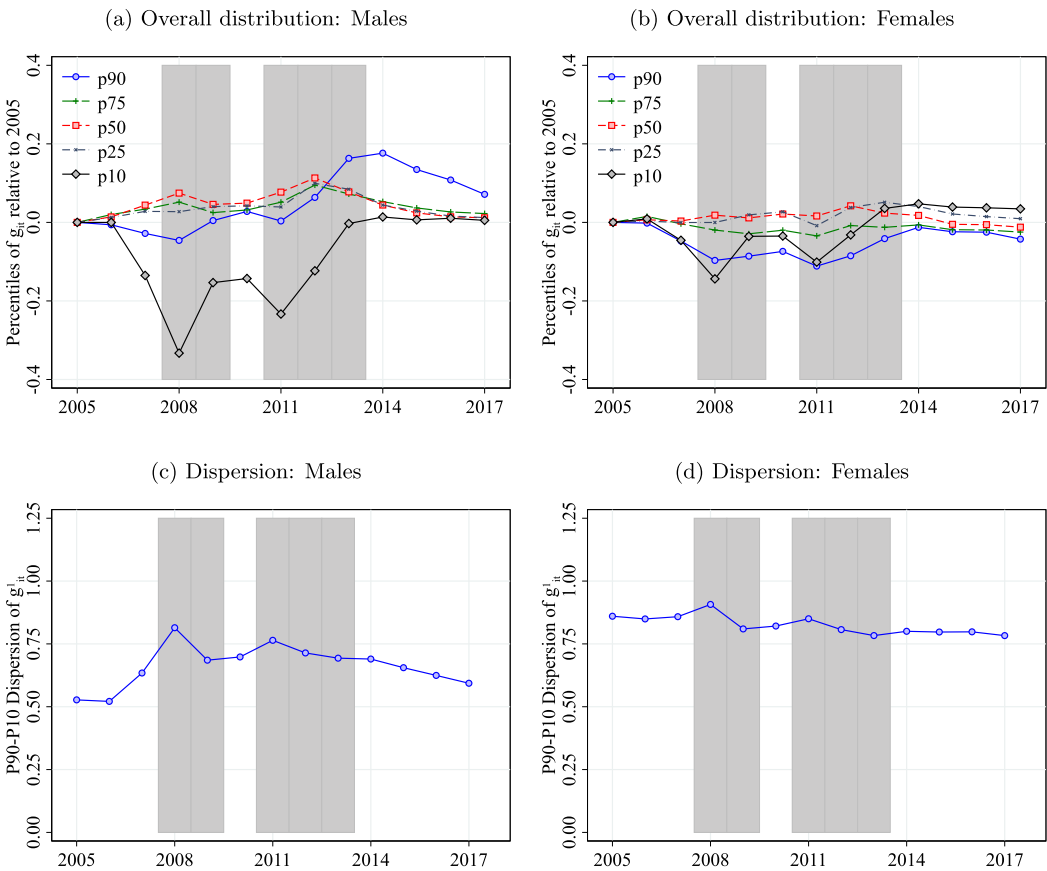 (a) Overall distribution: Males
Percentiles of g_it relative to 2005
0.4
0.2
0.0
-0.2
-0.4
p90
p75
p50
p25
p10
2005 2008 2011 2014 2017
(b) Overall distribution: Females
Percentiles of g_it relative to 2005
0.4
0.2
0.0
-0.2
-0.4
p90
p75
p50
p25
p10
2005 2008 2011 2014 2017
(c) Dispersion: Males
P90-P10 Dispersion of g^1_it
1.25
1.00
0.75
0.50
0.25
0.00
2005 2008 2011 2014 2017
(d) Dispersion: Females
P90-P10 Dispersion of g^1_it
1.25
1.00
0.75
0.50
0.25
0.00
2005 2008 2011 2014 2017